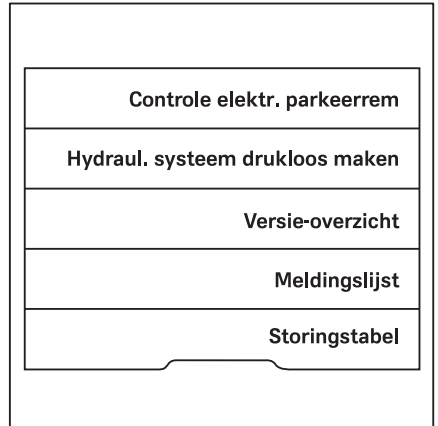 Controle elektr. parkeerrem
Hydraul. systeem drukloos maken
Versie-overzicht
Meldingslijst
Storingstabel